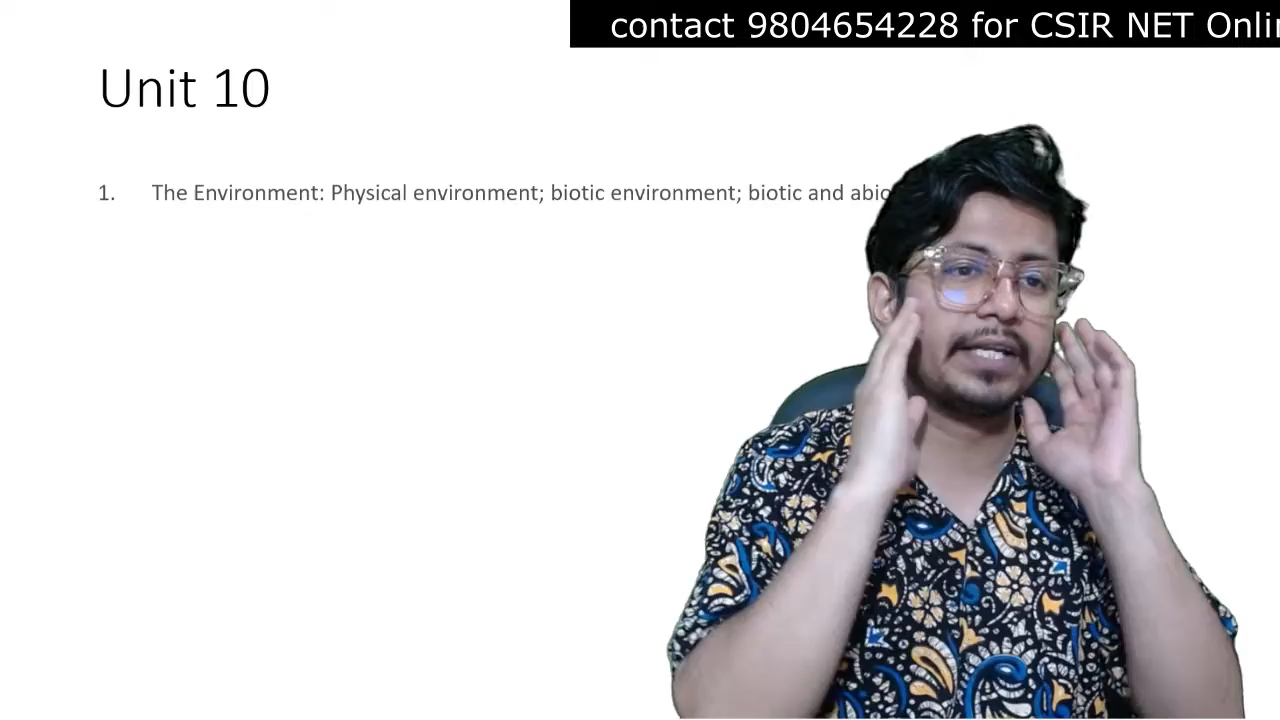 contact 9804654228 for CSIR NET
Unit 10
1. The Environment: Physical environment; biotic environment; biotic and